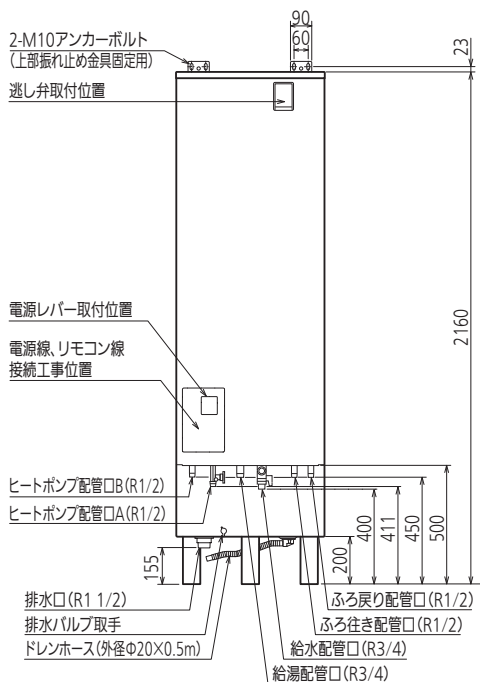 90
60
23
2-M10アンカーボルト
(上部振れ止め金具固定用)
逃し弁取付位置
2160
電源レバー取付位置
電源線、リモコン線
接続工事位置
ヒートポンプ配管口B(R1/2)
ヒートポンプ配管口A(R1/2)
155
200
400
411
450
500
排水口(R1 1/2)
排水バルブ取手
ドレンホース(外径Φ20×0.5m)
ふろ戻り配管口(R1/2)
ふろ往き配管口(R1/2)
給水配管口(R3/4)
給湯配管口(R3/4)